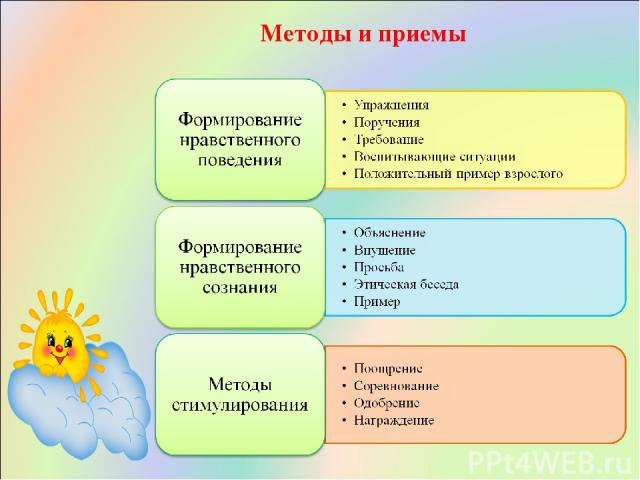 Методы и приемы
Формирование
нравственного
поведения
• Упражнения
• Поручения
• Требование
• Воспитывающие ситуации
• Положительный пример взрослого
Формирование
нравственного
сознания
• Объяснение
• Внушение
• Просьба
• Этическая беседа
• Пример
Методы
стимулирования
• Поощрение
• Соревнование
• Одобрение
• Награждение
PPt4WEB.ru